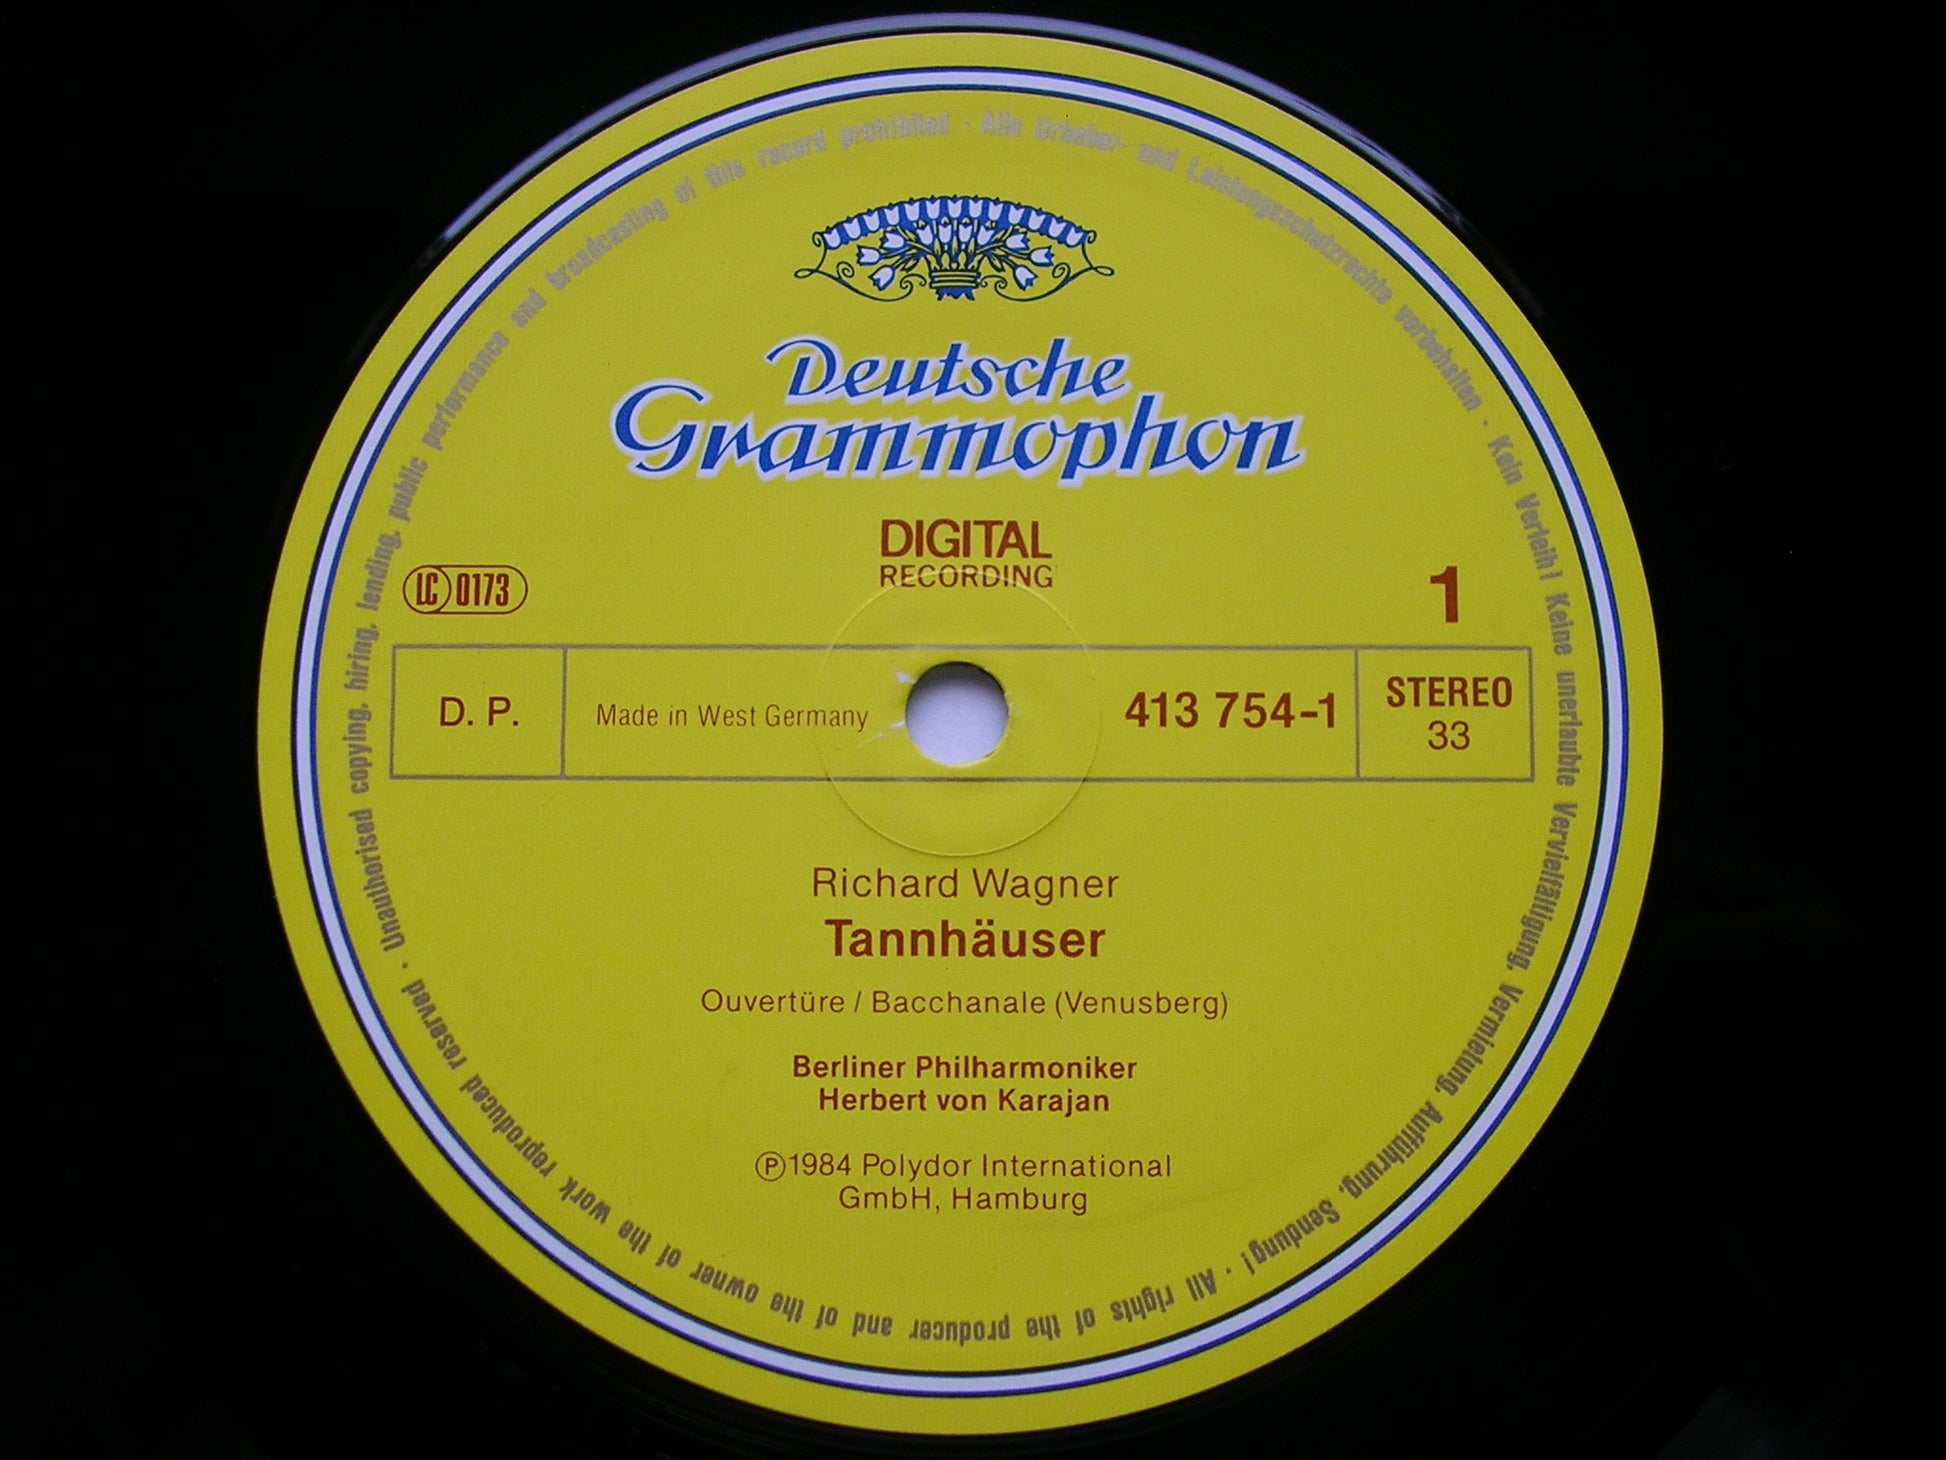 Deutsche
Grammophon
DIGITAL
RECORDING
LC 0173
1
D. P.
Made in West Germany
413 754-1
STEREO
33
Richard Wagner
Tannhäuser
Ouvertüre / Bacchanale (Venusberg)
Berliner Philharmoniker
Herbert von Karajan
℗1984 Polydor International
GmbH, Hamburg
Alle Urheber- und Leistungsschutzrechte vorbehalten · Kein Verleih! Keine unerlaubte Vervielfältigung, Vermietung, Aufführung, Sendung! · All rights of the producer and of the owner of the work reproduced reserved · Unauthorised copying, hiring, lending, public performance and broadcasting of this record prohibited ·